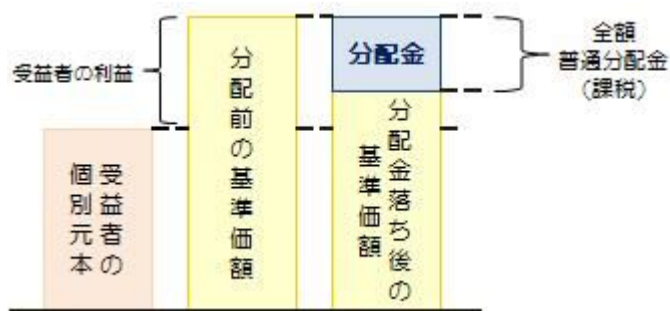 受益者の利益
受益者の
個別元本
分配前の基準価額
分配金
分配金落ち後の
基準価額
全額
普通分配金
(課税)